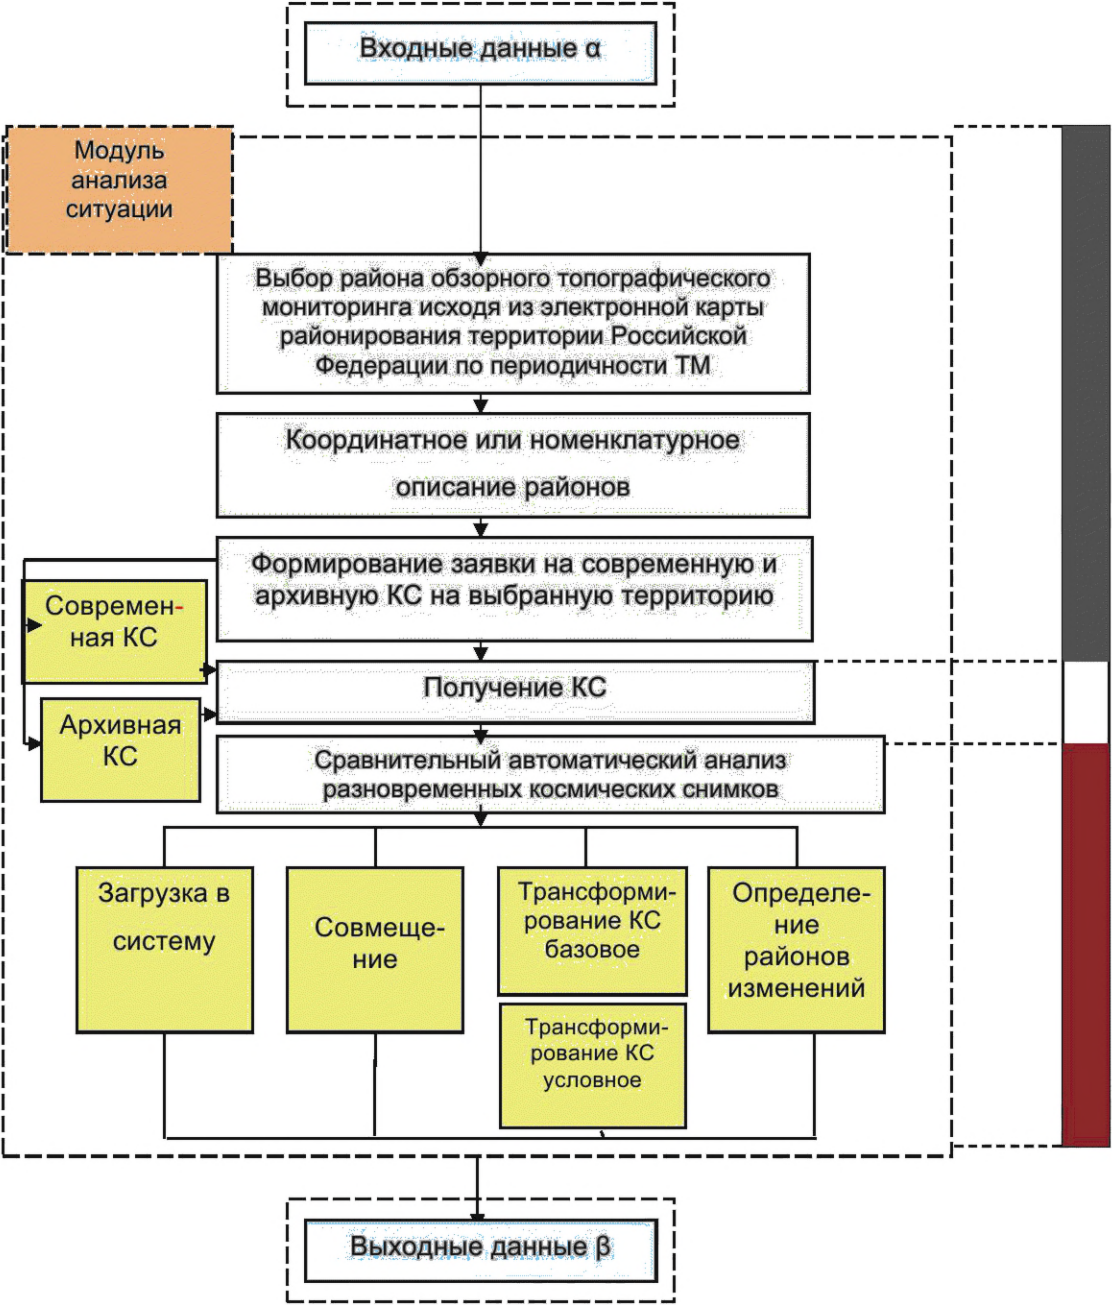 Входные данные α
Модуль
анализа
ситуации
Выбор района обзорного топографического
мониторинга исходя из электронной карты
районирования территории Российской
Федерации по периодичности ТМ
Координатное или номенклатурное
описание районов
Формирование заявки на современную и
архивную КС на выбранную территорию
Современ-
ная КС
Получение КС
Архивная
КС
Сравнительный автоматический анализ
разновременных космических снимков
Загрузка в
систему
Совмеще-
ние
Трансформи-
рование КС
базовое
Трансформи-
рование КС
условное
Определе-
ние
районов
изменений
Выходные данные β